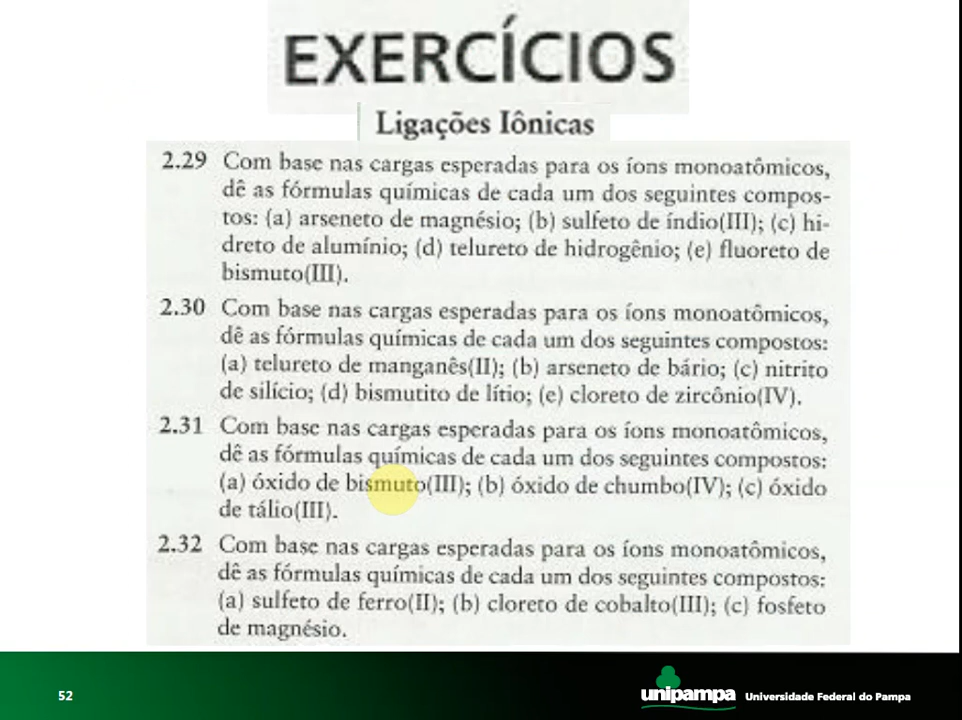 EXERCÍCIOS
Ligações Iônicas
2.29 Com base nas cargas esperadas para os íons monoatômicos,
dê as fórmulas químicas de cada um dos seguintes compos-
tos: (a) arseneto de magnésio; (b) sulfeto de índio(III); (c) hi-
dreto de alumínio; (d) telureto de hidrogênio; (e) fluoreto de
bismuto(III).
2.30 Com base nas cargas esperadas para os íons monoatômicos,
dê as fórmulas químicas de cada um dos seguintes compostos:
(a) telureto de manganês(II); (b) arseneto de bário; (c) nitrito
de silício; (d) bismutito de lítio; (e) cloreto de zircônio(IV).
2.31 Com base nas cargas esperadas para os íons monoatômicos,
dê as fórmulas químicas de cada um dos seguintes compostos:
(a) óxido de bismuto(III); (b) óxido de chumbo(IV); (c) óxido
de tálio(III).
2.32 Com base nas cargas esperadas para os íons monoatômicos,
dê as fórmulas químicas de cada um dos seguintes compostos:
(a) sulfeto de ferro(II); (b) cloreto de cobalto(III); (c) fosfeto
de magnésio.
52
unipampa Universidade Federal do Pampa